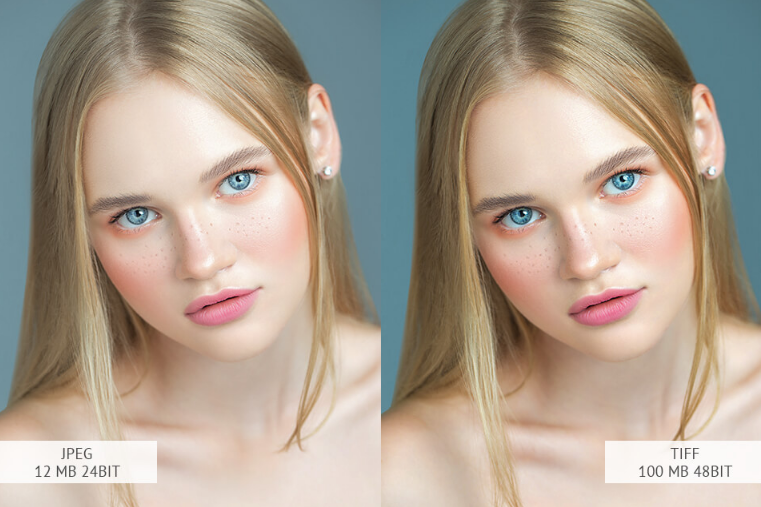 JPEG
12 MB 24BIT
TIFF
100 MB 48BIT